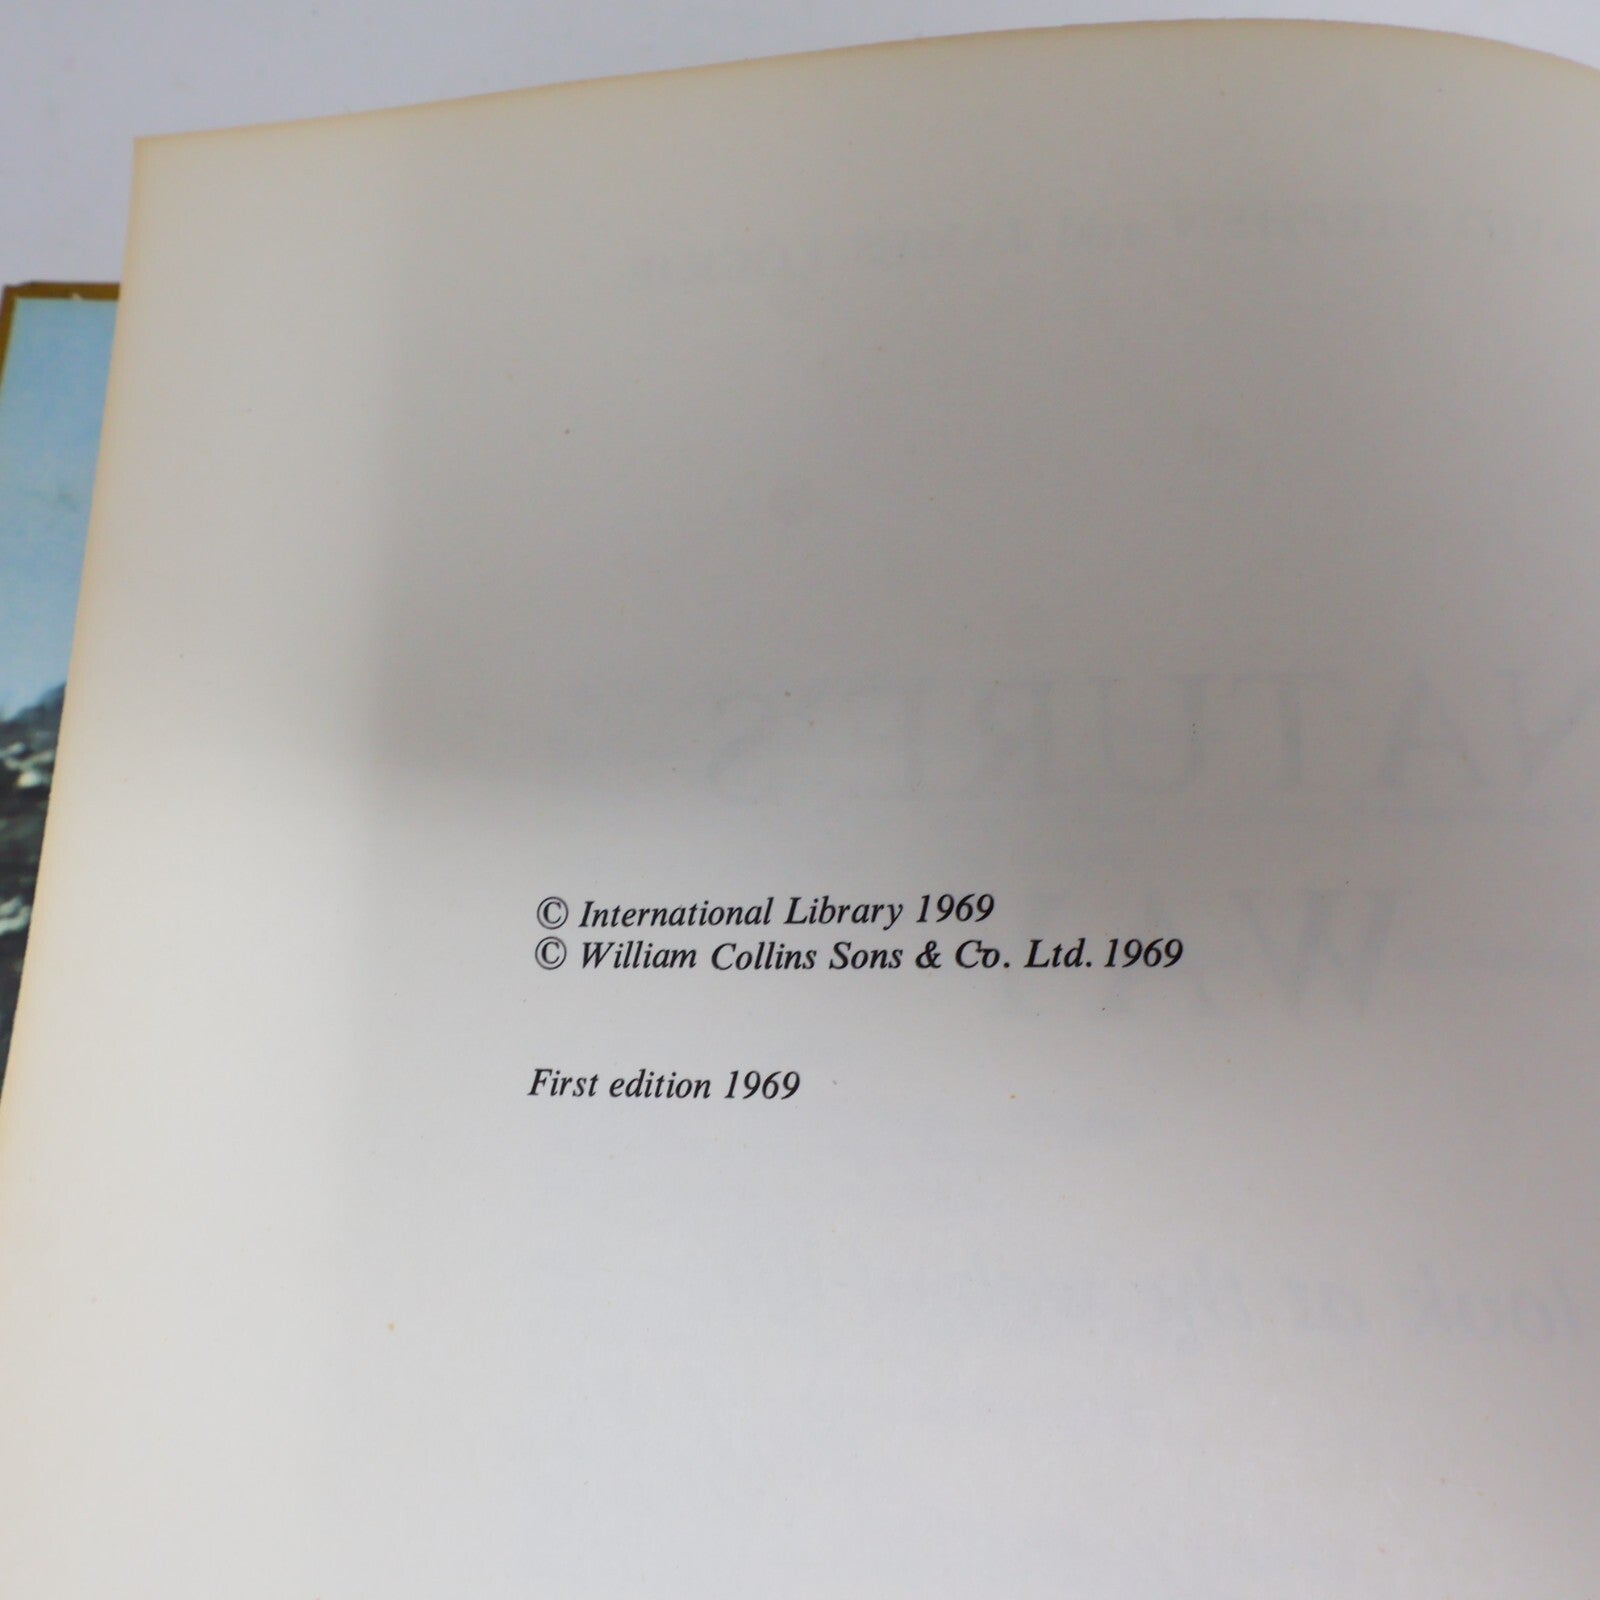 © International Library 1969
© William Collins Sons & Co. Ltd. 1969
First edition 1969